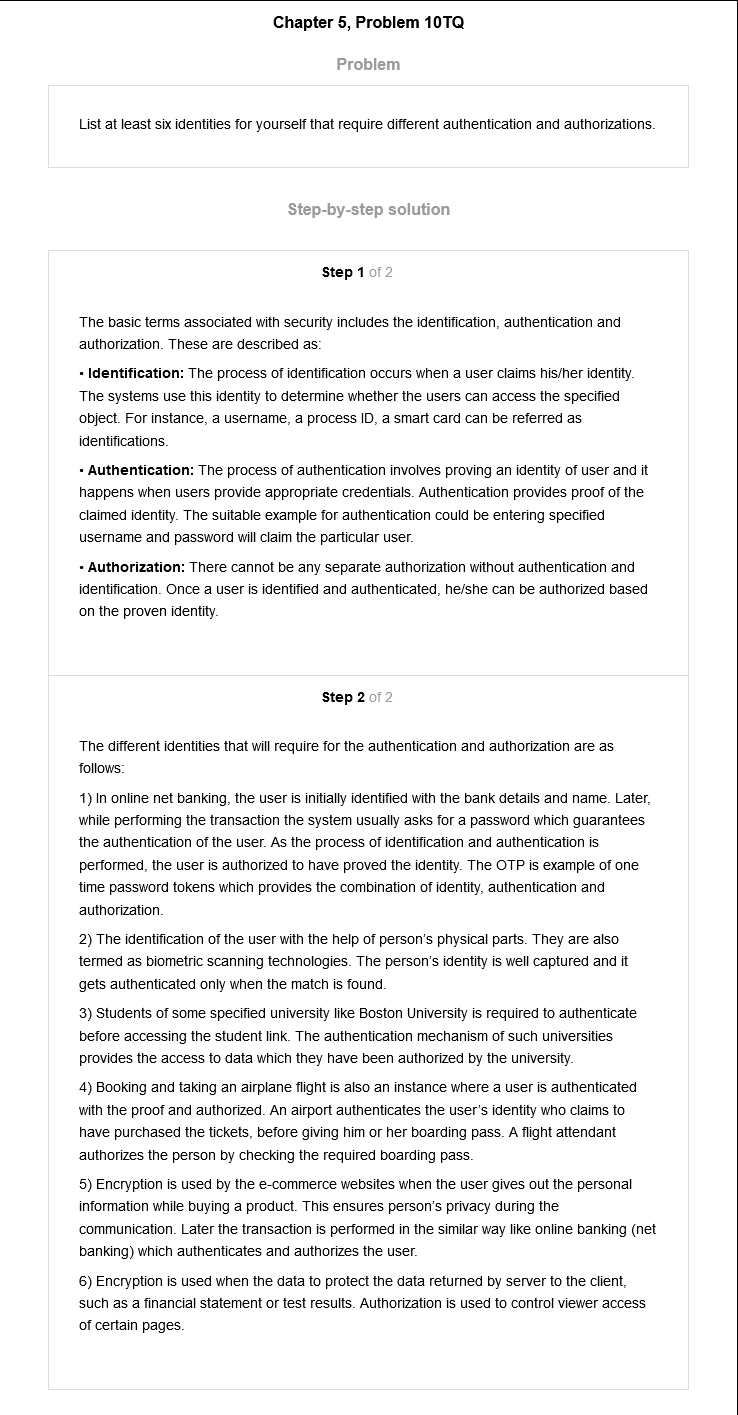 Chapter 5, Problem 10TQ
Problem
List at least six identities for yourself that require different authentication and authorizations.
Step-by-step solution
Step 1 of 2
The basic terms associated with security includes the identification, authentication and
authorization. These are described as:
• Identification: The process of identification occurs when a user claims his/her identity.
The systems use this identity to determine whether the users can access the specified
object. For instance, a username, a process ID, a smart card can be referred as
identifications.
• Authentication: The process of authentication involves proving an identity of user and it
happens when users provide appropriate credentials. Authentication provides proof of the
claimed identity. The suitable example for authentication could be entering specified
username and password will claim the particular user.
• Authorization: There cannot be any separate authorization without authentication and
identification. Once a user is identified and authenticated, he/she can be authorized based
on the proven identity.
Step 2 of 2
The different identities that will require for the authentication and authorization are as
follows:
1) In online net banking, the user is initially identified with the bank details and name. Later,
while performing the transaction the system usually asks for a password which guarantees
the authentication of the user. As the process of identification and authentication is
performed, the user is authorized to have proved the identity. The OTP is example of one
time password tokens which provides the combination of identity, authentication and
authorization.
2) The identification of the user with the help of person's physical parts. They are also
termed as biometric scanning technologies. The person's identity is well captured and it
gets authenticated only when the match is found.
3) Students of some specified university like Boston University is required to authenticate
before accessing the student link. The authentication mechanism of such universities
provides the access to data which they have been authorized by the university.
4) Booking and taking an airplane flight is also an instance where a user is authenticated
with the proof and authorized. An airport authenticates the user's identity who claims to
have purchased the tickets, before giving him or her boarding pass. A flight attendant
authorizes the person by checking the required boarding pass.
5) Encryption is used by the e-commerce websites when the user gives out the personal
information while buying a product. This ensures person's privacy during the
communication. Later the transaction is performed in the similar way like online banking (net
banking) which authenticates and authorizes the user.
6) Encryption is used when the data to protect the data returned by server to the client,
such as a financial statement or test results. Authorization is used to control viewer access
of certain pages.